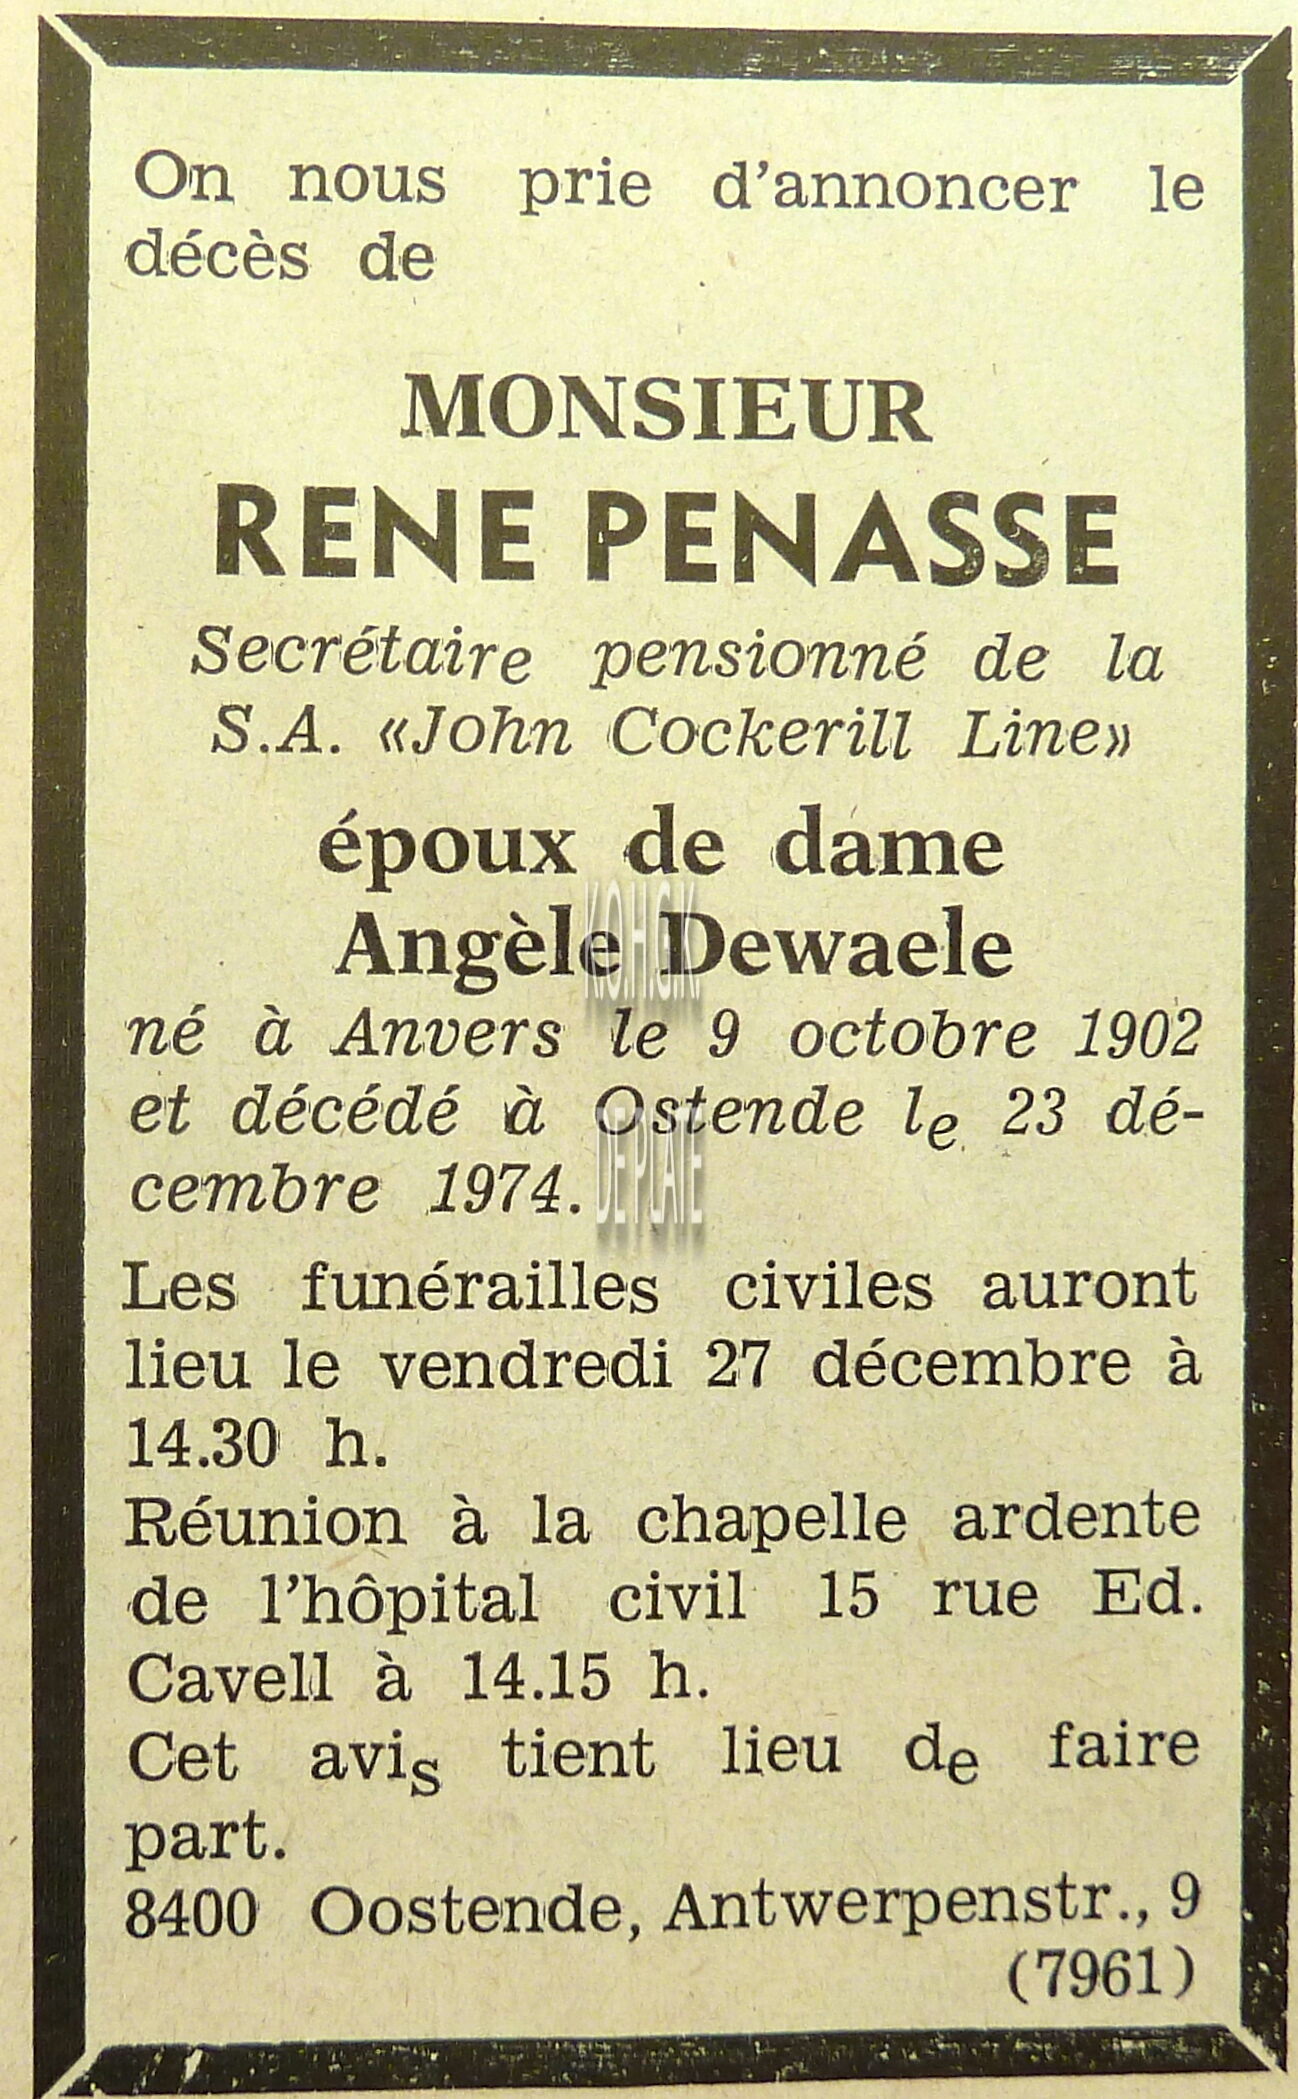 On nous prie d'annoncer le
décès de
MONSIEUR
RENE PENASSE
Secrétaire pensionné de la
S.A. «John Cockerill Line»
époux de dame
Angèle Dewaele
né à Anvers le 9 octobre 1902
et décédé à Ostende le 23 dé-
cembre 1974.
Les funérailles civiles auront
lieu le vendredi 27 décembre à
14.30 h.
Réunion à la chapelle ardente
de l'hôpital civil 15 rue Ed.
Cavell à 14.15 h.
Cet avis tient lieu de faire
part.
8400 Oostende, Antwerpenstr., 9
(7961)
K.O.H.G.K.
DE PLATE